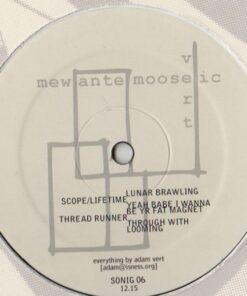 vert
mew ante moose ic
SCOPE/LIFETIME
THREAD RUNNER
LUNAR BRAWLING
YEAH BABE I WANNA
BE YR FAT MAGNET
THROUGH WITH
LOOMING
everything by adam vert
[adam@isness.org]
SONIG 06
12.15